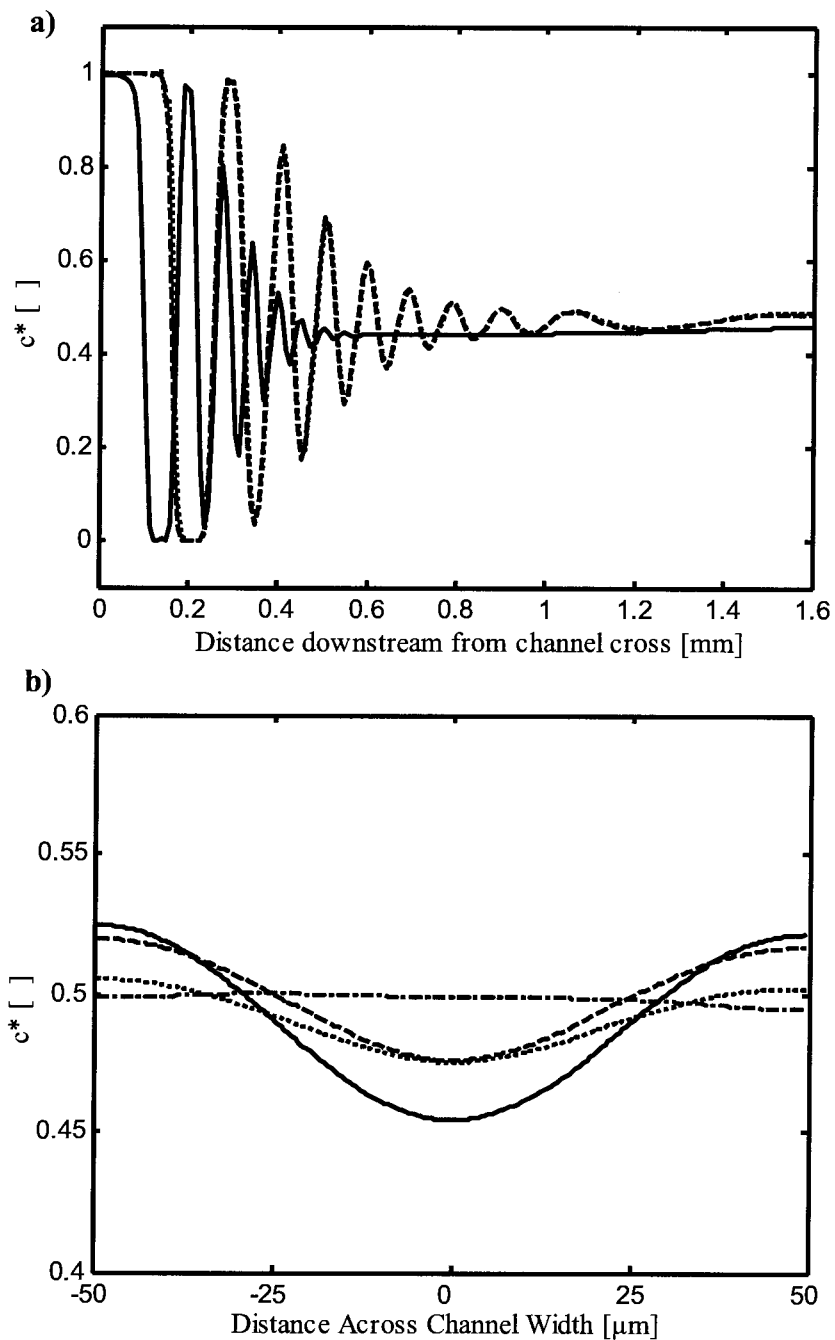 a)
1
0.8
0.6
0.4
0.2
0
c* [ ]
0 0.2 0.4 0.6 0.8 1 1.2 1.4 1.6
Distance downstream from channel cross [mm]
b)
0.6
0.55
0.5
0.45
0.4
c* [ ]
-50 -25 0 25 50
Distance Across Channel Width [µm]